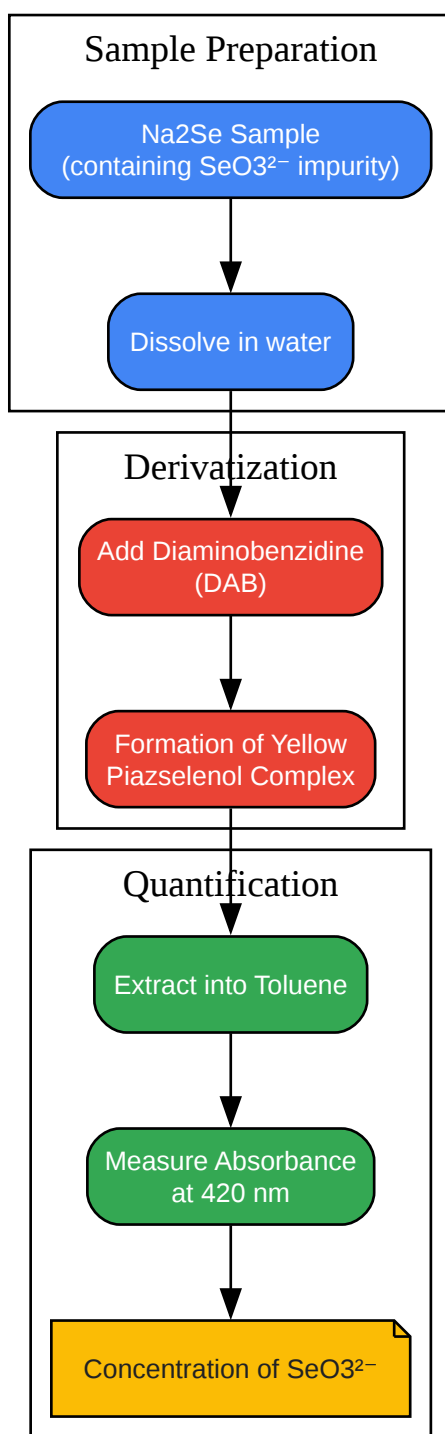 Sample Preparation
Na2Se Sample
(containing SeO3²⁻ impurity)
Dissolve in water
Derivatization
Add Diaminobenzidine
(DAB)
Formation of Yellow
Piazselenol Complex
Quantification
Extract into Toluene
Measure Absorbance
at 420 nm
Concentration of SeO3²⁻